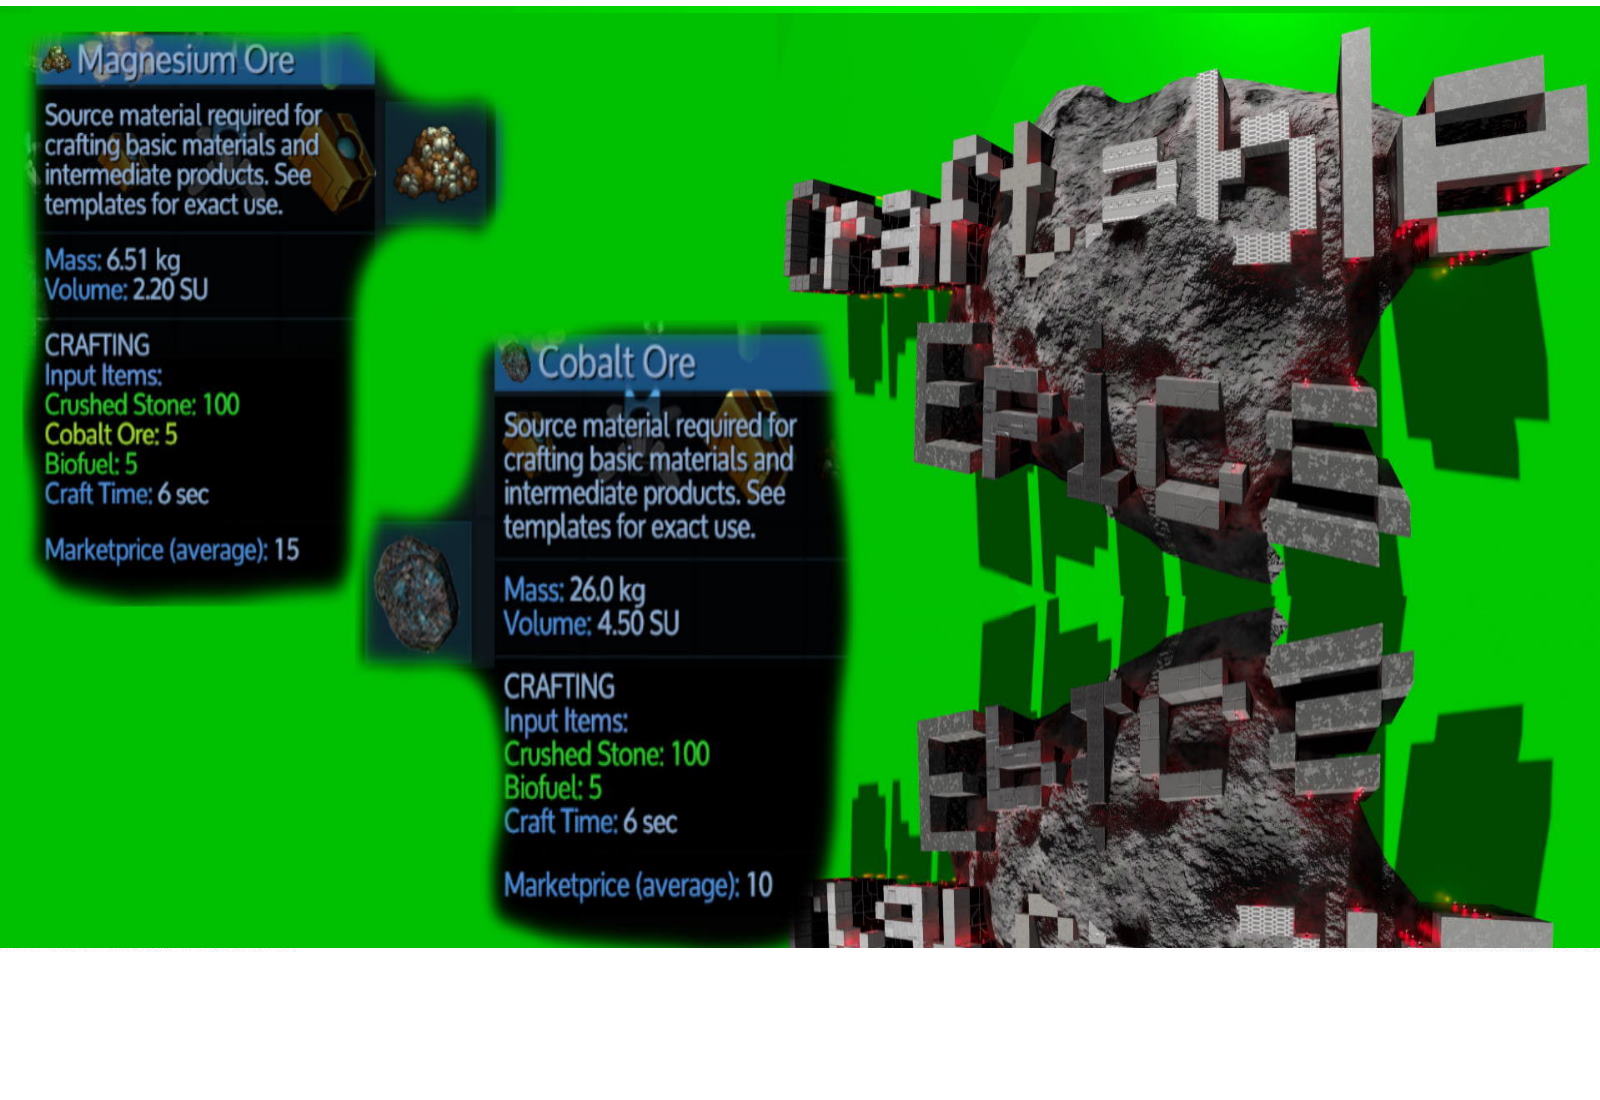 Magnesium Ore
Source material required for
crafting basic materials and
intermediate products. See
templates for exact use.
Mass: 6.51 kg
Volume: 2.20 SU
CRAFTING
Input Items:
Crushed Stone: 100
Cobalt Ore: 5
Biofuel: 5
Craft Time: 6 sec
Marketprice (average): 15
Cobalt Ore
Source material required for
crafting basic materials and
intermediate products. See
templates for exact use.
Mass: 26.0 kg
Volume: 4.50 SU
CRAFTING
Input Items:
Crushed Stone: 100
Biofuel: 5
Craft Time: 6 sec
Marketprice (average): 10
Craftable